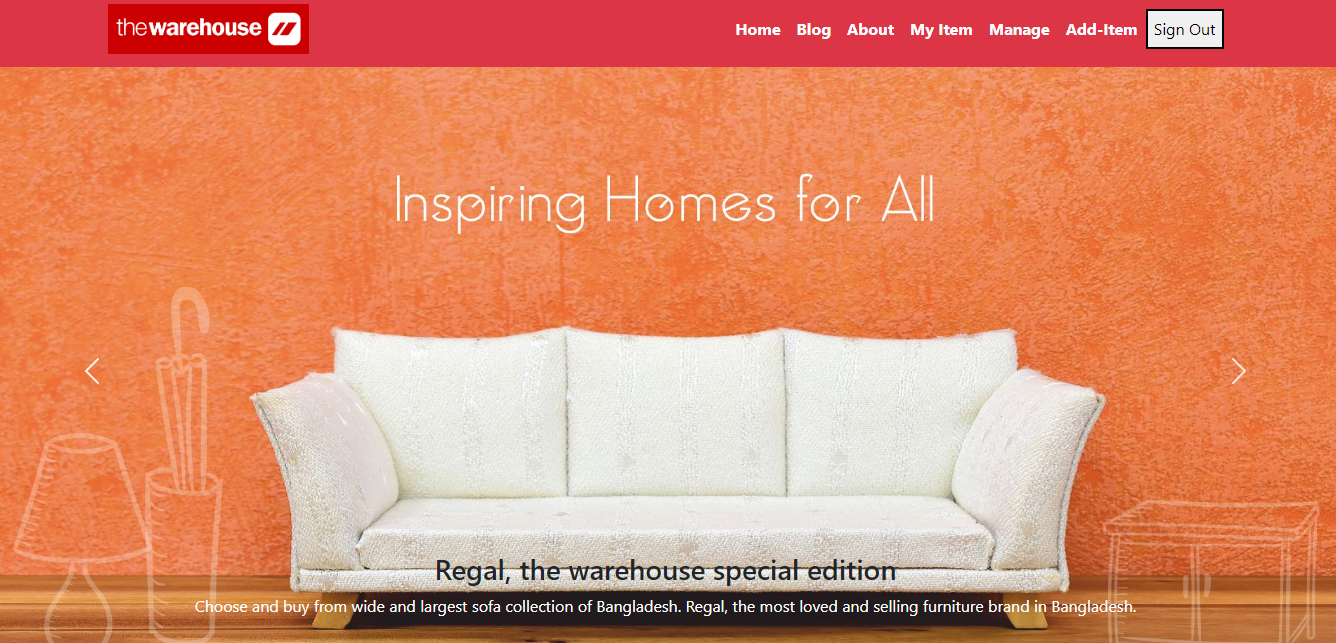 thewarehouse
Home Blog About My Item Manage Add-Item Sign Out
Inspiring Homes for All
Regal, the warehouse special edition
Choose and buy from wide and largest sofa collection of Bangladesh. Regal, the most loved and selling furniture brand in Bangladesh.